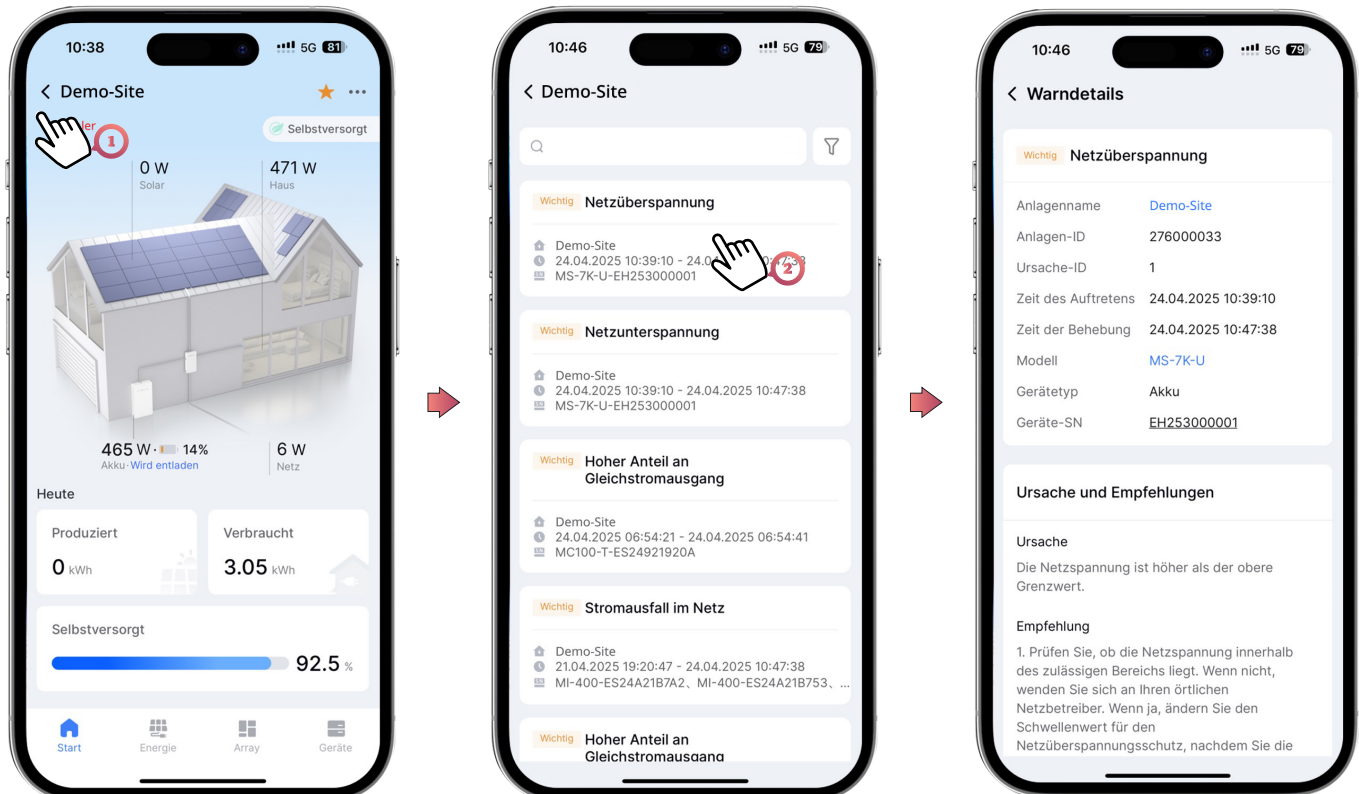 10:38
5G 81
Demo-Site
Selbstversorgt
0 W
Solar
471 W
Haus
465 W · 14%
Akku · Wird entladen
6 W
Netz
Heute
Produziert
0 kWh
Verbraucht
3.05 kWh
Selbstversorgt
92.5 %
Start
Energie
Array
Geräte
1
10:46
5G 79
Demo-Site
Wichtig Netzüberspannung
Demo-Site
24.04.2025 10:39:10 - 24.0
MS-7K-U-EH253000001
2
Wichtig Netzunterspannung
Demo-Site
24.04.2025 10:39:10 - 24.04.2025 10:47:38
MS-7K-U-EH253000001
Wichtig Hoher Anteil an
Gleichstromausgang
Demo-Site
24.04.2025 06:54:21 - 24.04.2025 06:54:41
MC100-T-ES24921920A
Wichtig Stromausfall im Netz
Demo-Site
21.04.2025 19:20:47 - 24.04.2025 10:47:38
MI-400-ES24A21B7A2、MI-400-ES24A21B753、...
Wichtig Hoher Anteil an
Gleichstromausgang
10:46
5G 79
Warndetails
Wichtig Netzüberspannung
Anlagenname Demo-Site
Anlagen-ID 276000033
Ursache-ID 1
Zeit des Auftretens 24.04.2025 10:39:10
Zeit der Behebung 24.04.2025 10:47:38
Modell MS-7K-U
Gerätetyp Akku
Geräte-SN EH253000001
Ursache und Empfehlungen
Ursache
Die Netzspannung ist höher als der obere
Grenzwert.
Empfehlung
1. Prüfen Sie, ob die Netzspannung innerhalb
des zulässigen Bereichs liegt. Wenn nicht,
wenden Sie sich an Ihren örtlichen
Netzbetreiber. Wenn ja, ändern Sie den
Schwellenwert für den
Netzüberspannungsschutz, nachdem Sie die